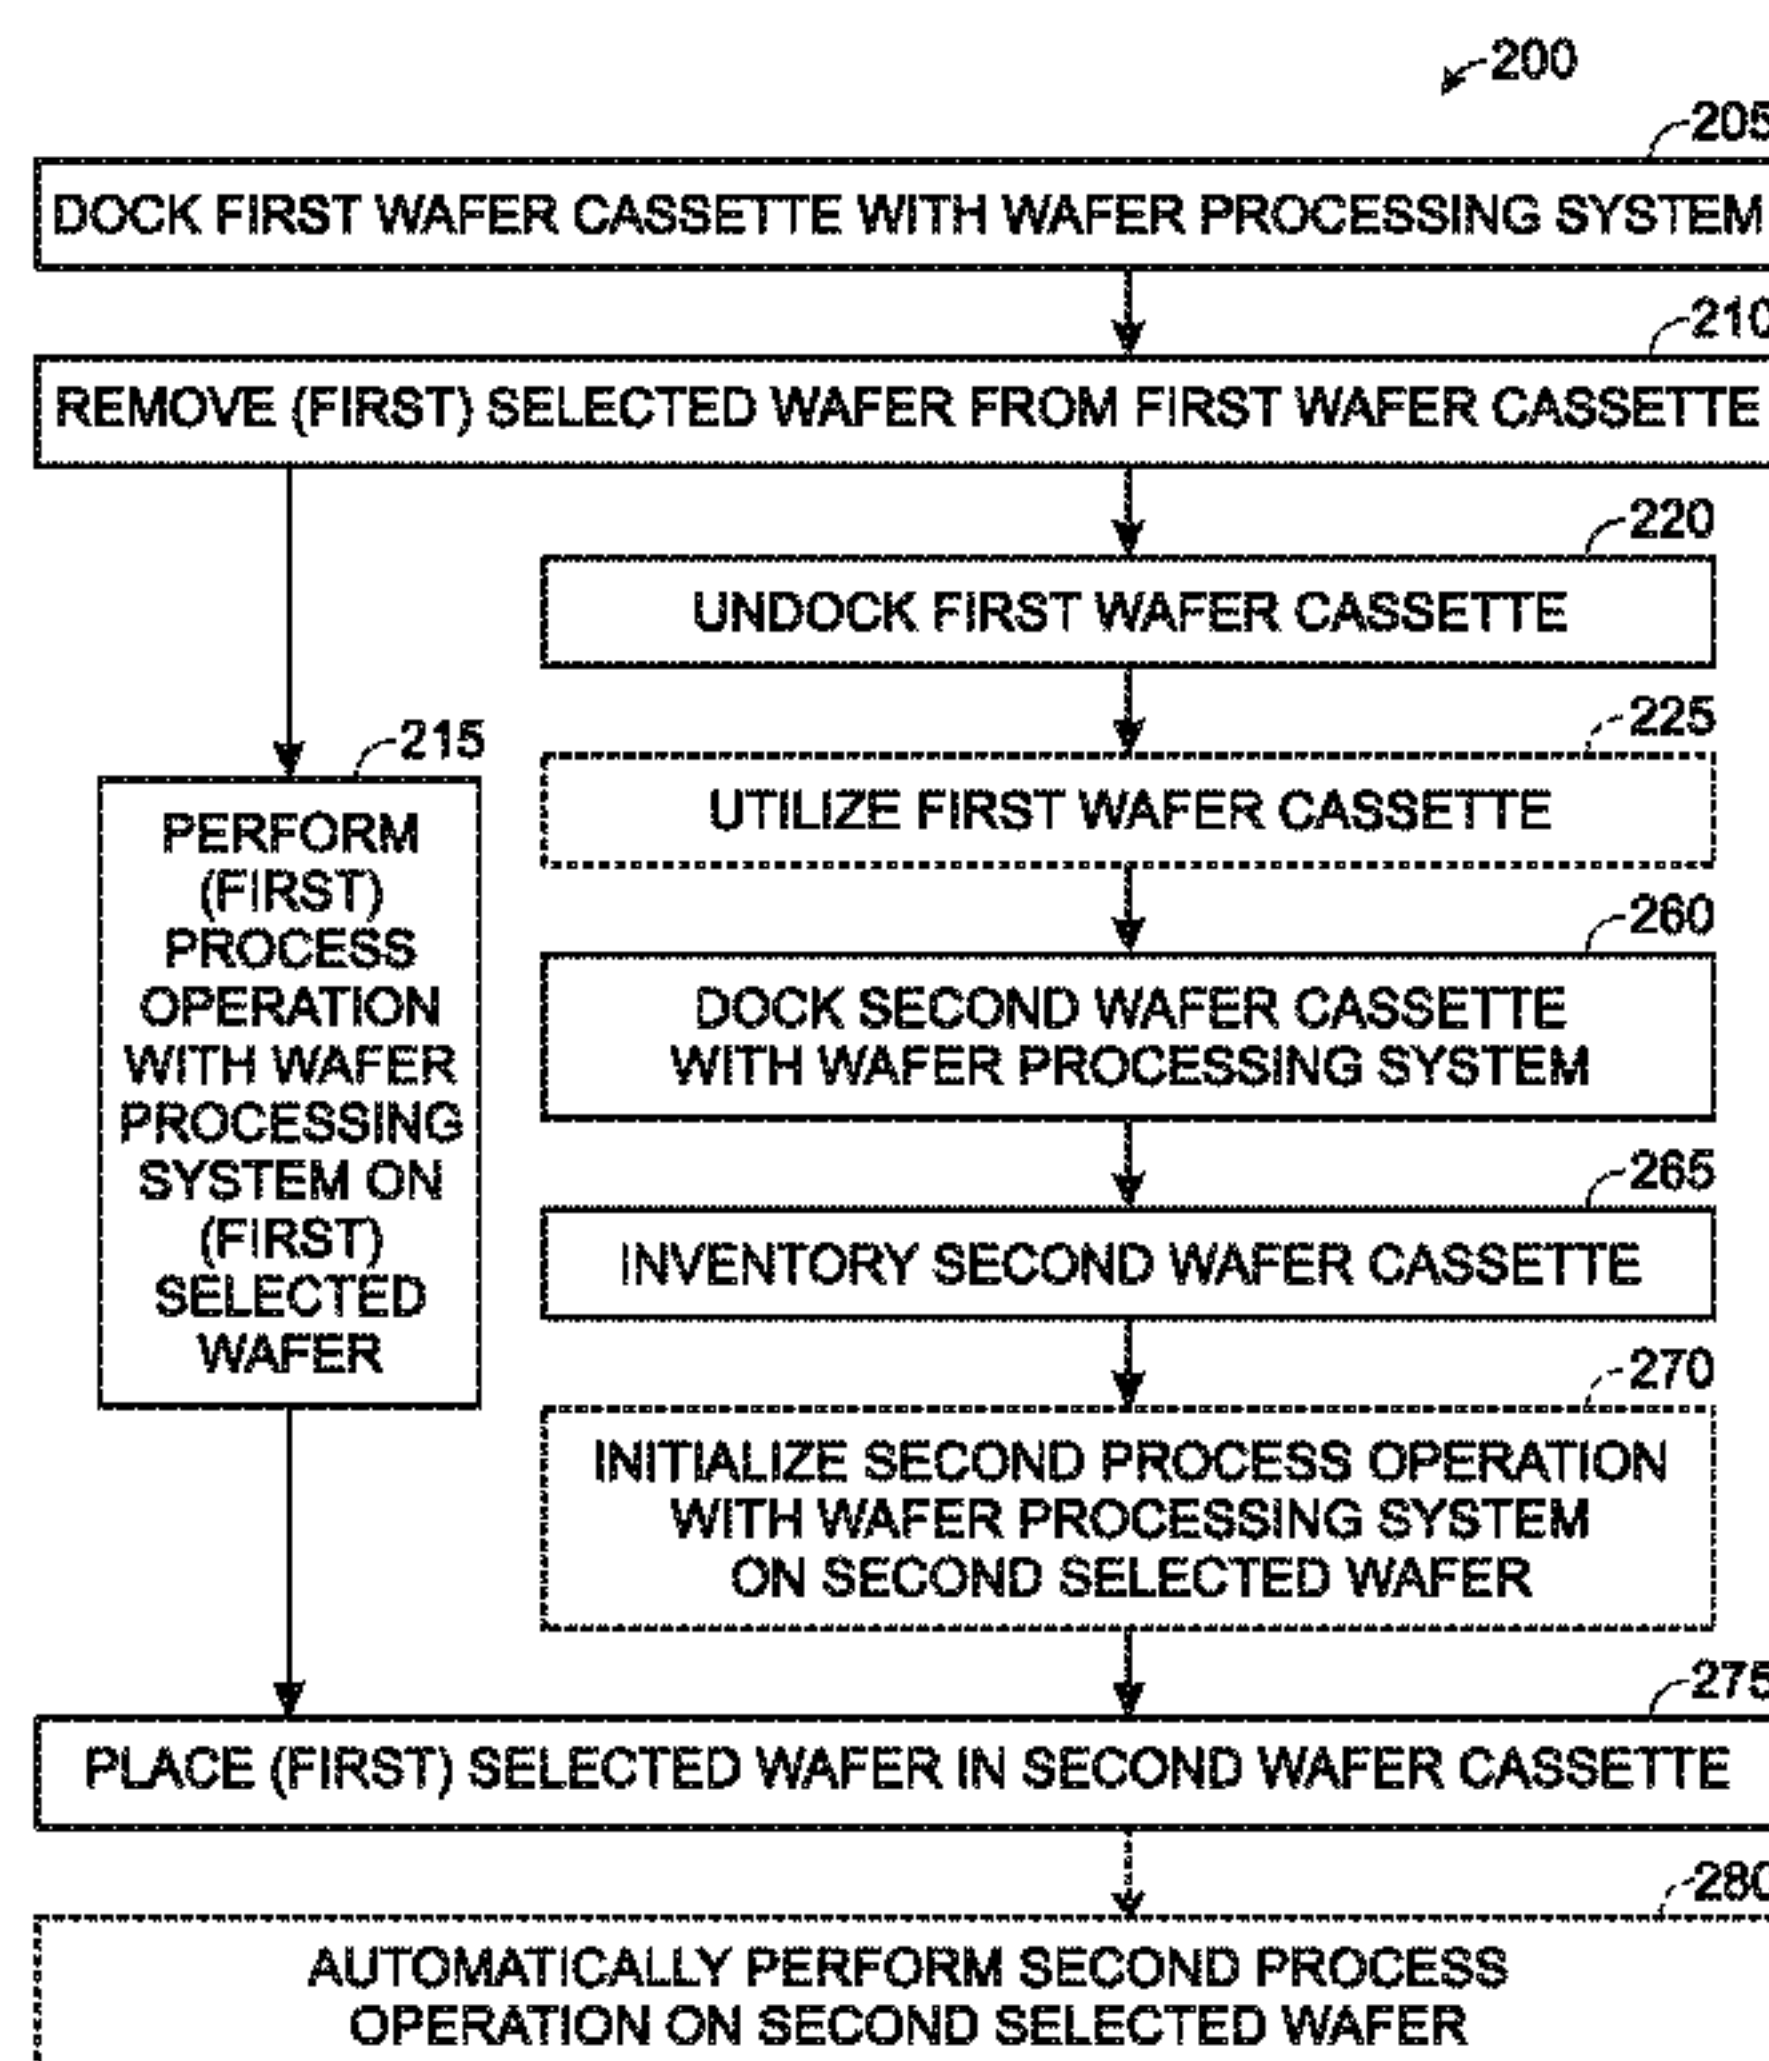 200
205
DOCK FIRST WAFER CASSETTE WITH WAFER PROCESSING SYSTEM
210
REMOVE (FIRST) SELECTED WAFER FROM FIRST WAFER CASSETTE
220
UNDOCK FIRST WAFER CASSETTE
225
UTILIZE FIRST WAFER CASSETTE
215
PERFORM
(FIRST)
PROCESS
OPERATION
WITH WAFER
PROCESSING
SYSTEM ON
(FIRST)
SELECTED
WAFER
260
DOCK SECOND WAFER CASSETTE
WITH WAFER PROCESSING SYSTEM
265
INVENTORY SECOND WAFER CASSETTE
270
INITIALIZE SECOND PROCESS OPERATION
WITH WAFER PROCESSING SYSTEM
ON SECOND SELECTED WAFER
275
PLACE (FIRST) SELECTED WAFER IN SECOND WAFER CASSETTE
280
AUTOMATICALLY PERFORM SECOND PROCESS
OPERATION ON SECOND SELECTED WAFER